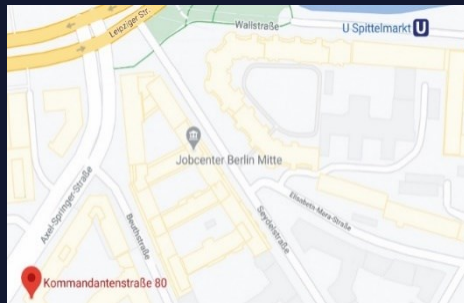 Leipziger Str.
Wallstraße
U Spittelmarkt U
Jobcenter Berlin Mitte
Axel-Springer-Straße
Beuthstraße
Seydelstraße
Elisabeth-Mara-Straße
Kommandantenstraße 80